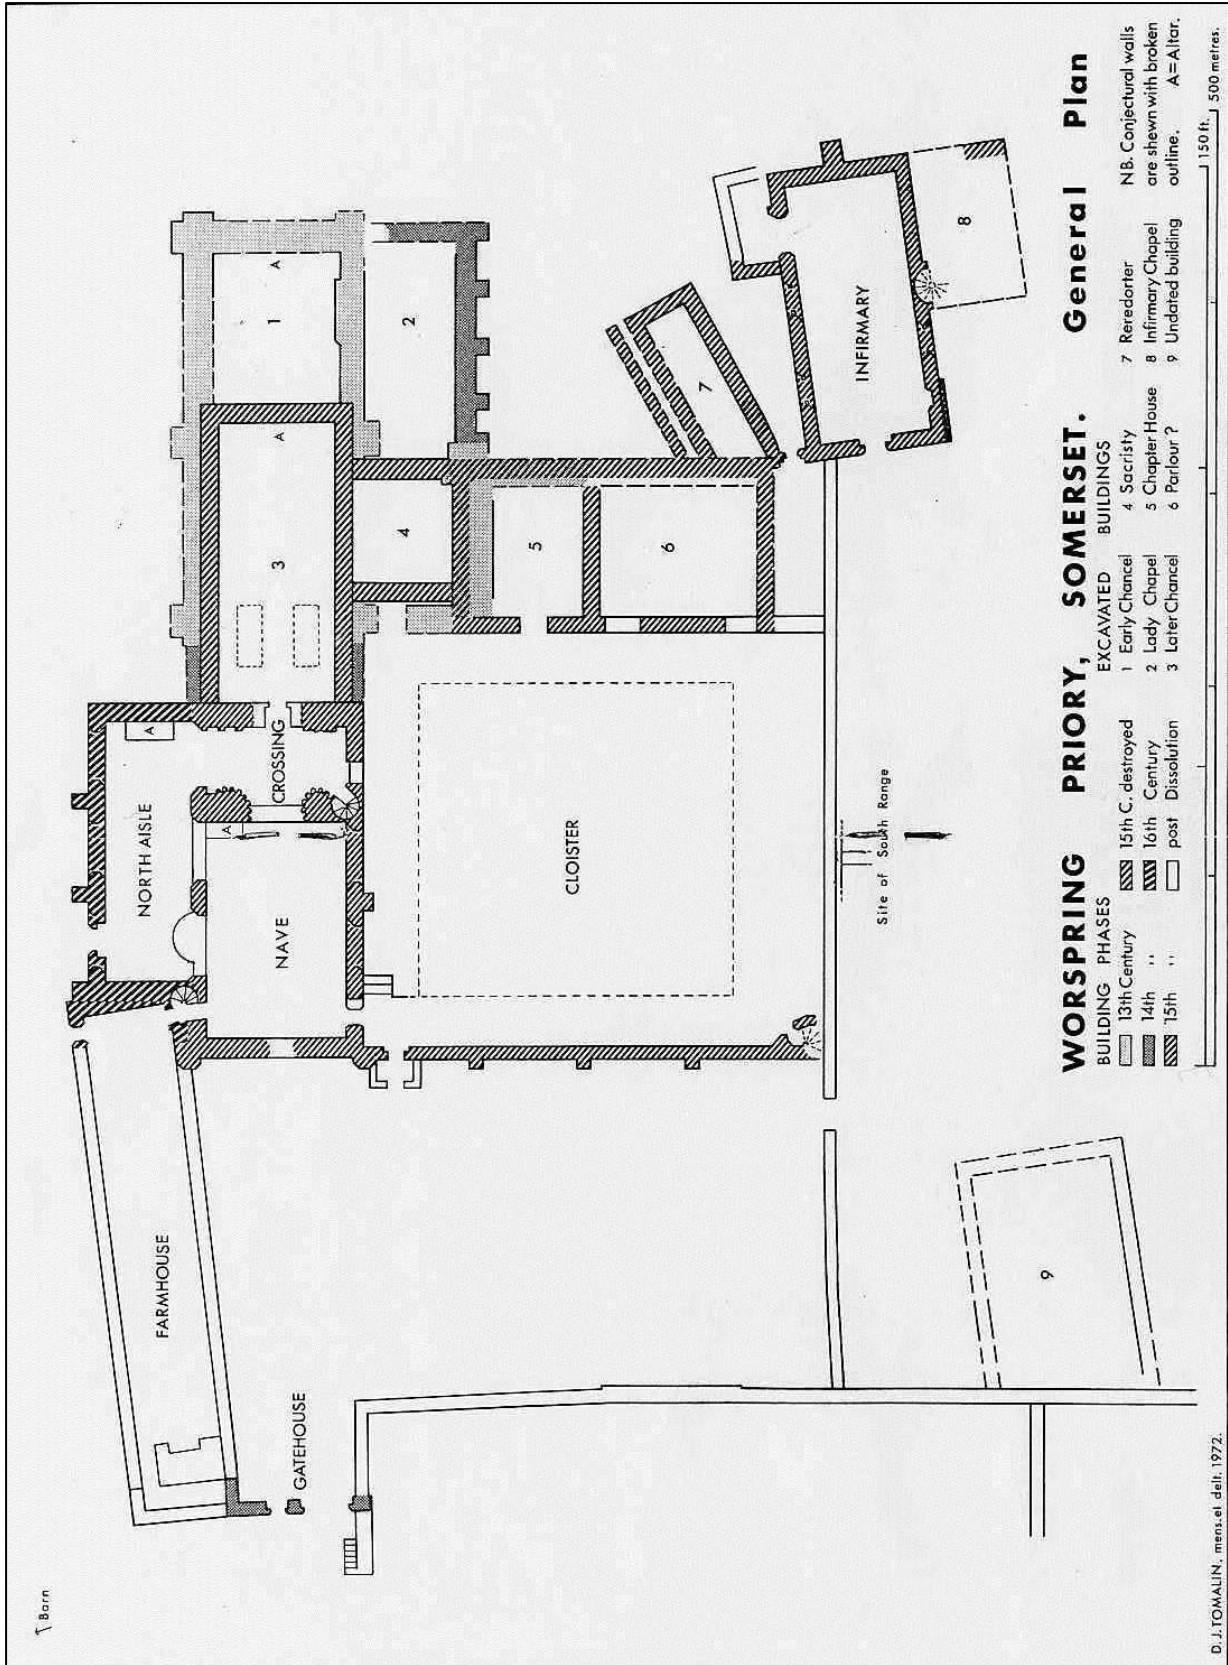 Barn
FARMHOUSE
GATEHOUSE
NORTH AISLE
A
NAVE
A
CROSSING
3
A
1
A
2
4
5
6
7
CLOISTER
INFIRMARY
8
Site of South Range
9
WORSPRING PRIORY, SOMERSET. General Plan
BUILDING PHASES
13th Century
14th ,,
15th ,,
15th C. destroyed
16th Century
post Dissolution
EXCAVATED BUILDINGS
1 Early Chancel
2 Lady Chapel
3 Later Chancel
4 Sacristy
5 Chapter House
6 Parlour ?
7 Reredorter
8 Infirmary Chapel
9 Undated building
NB. Conjectural walls
are shewn with broken
outline. A=Altar.
150 ft.
500 metres.
D.J.TOMALIN, mens.et delt. 1972.